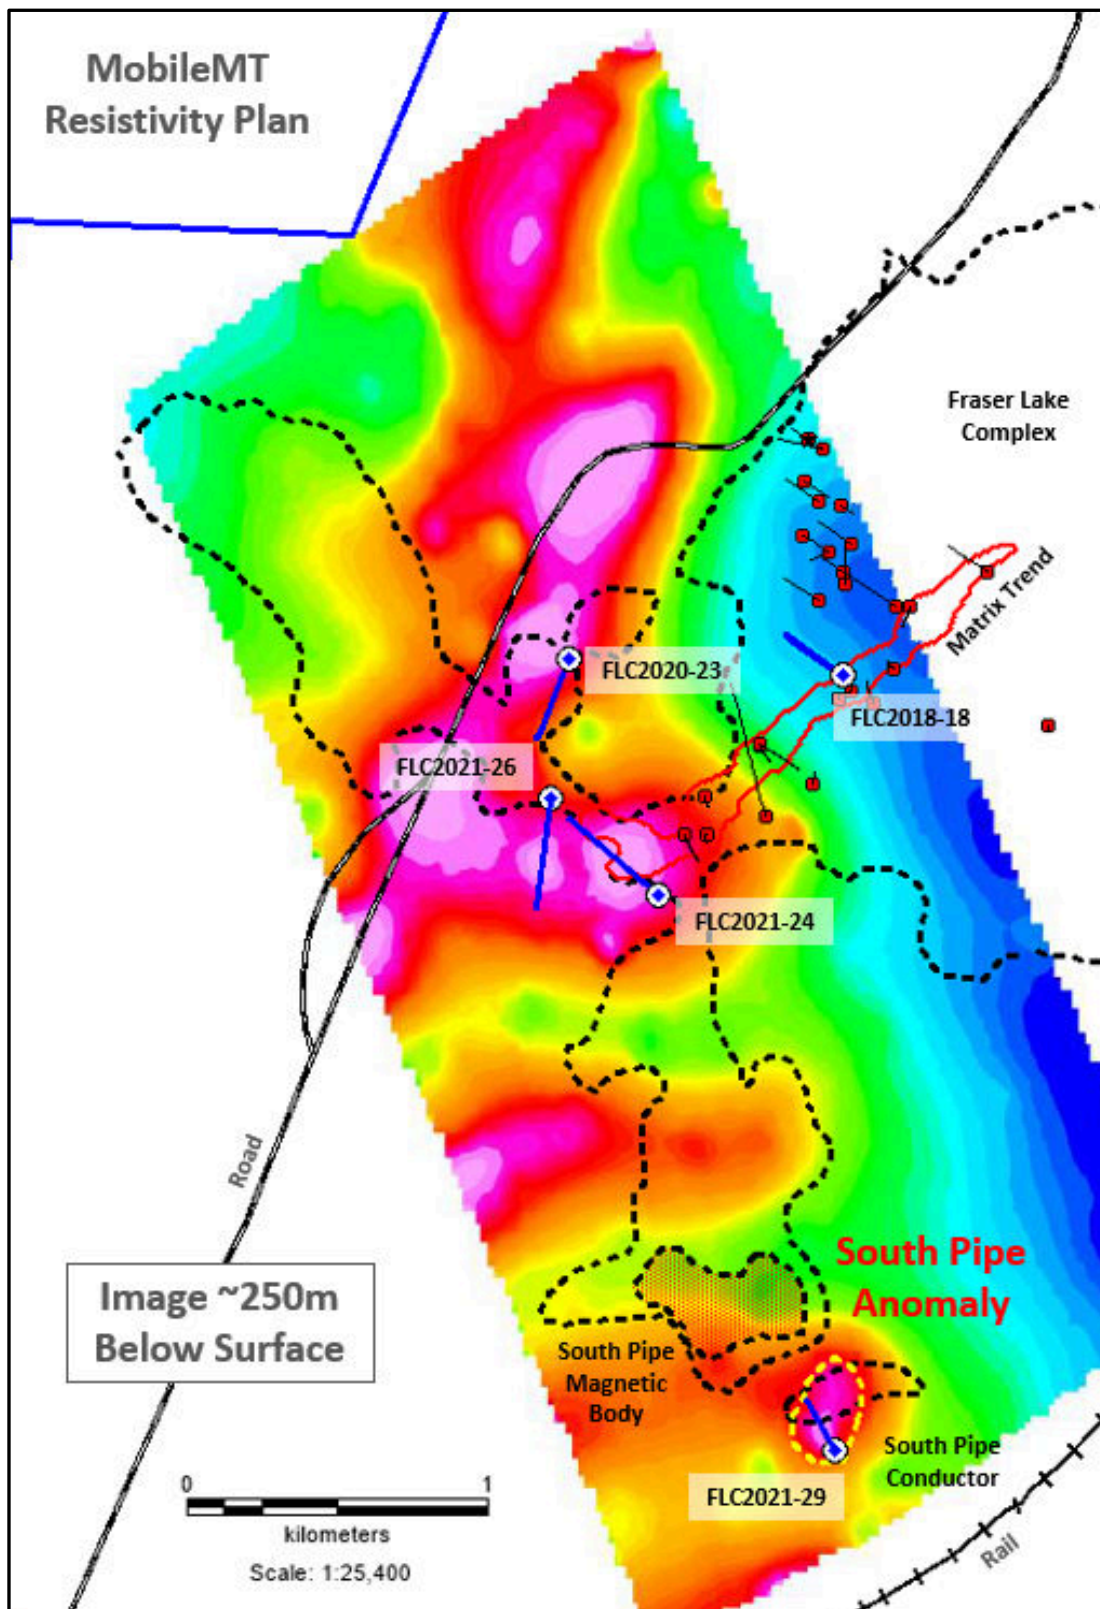 MobileMT
Resistivity Plan
Fraser Lake
Complex
Matrix Trend
FLC2020-23
FLC2018-18
FLC2021-26
FLC2021-24
Road
South Pipe
Anomaly
Image ~250m
Below Surface
South Pipe
Magnetic
Body
South Pipe
Conductor
FLC2021-29
0 1
kilometers
Scale: 1:25,400
Rail